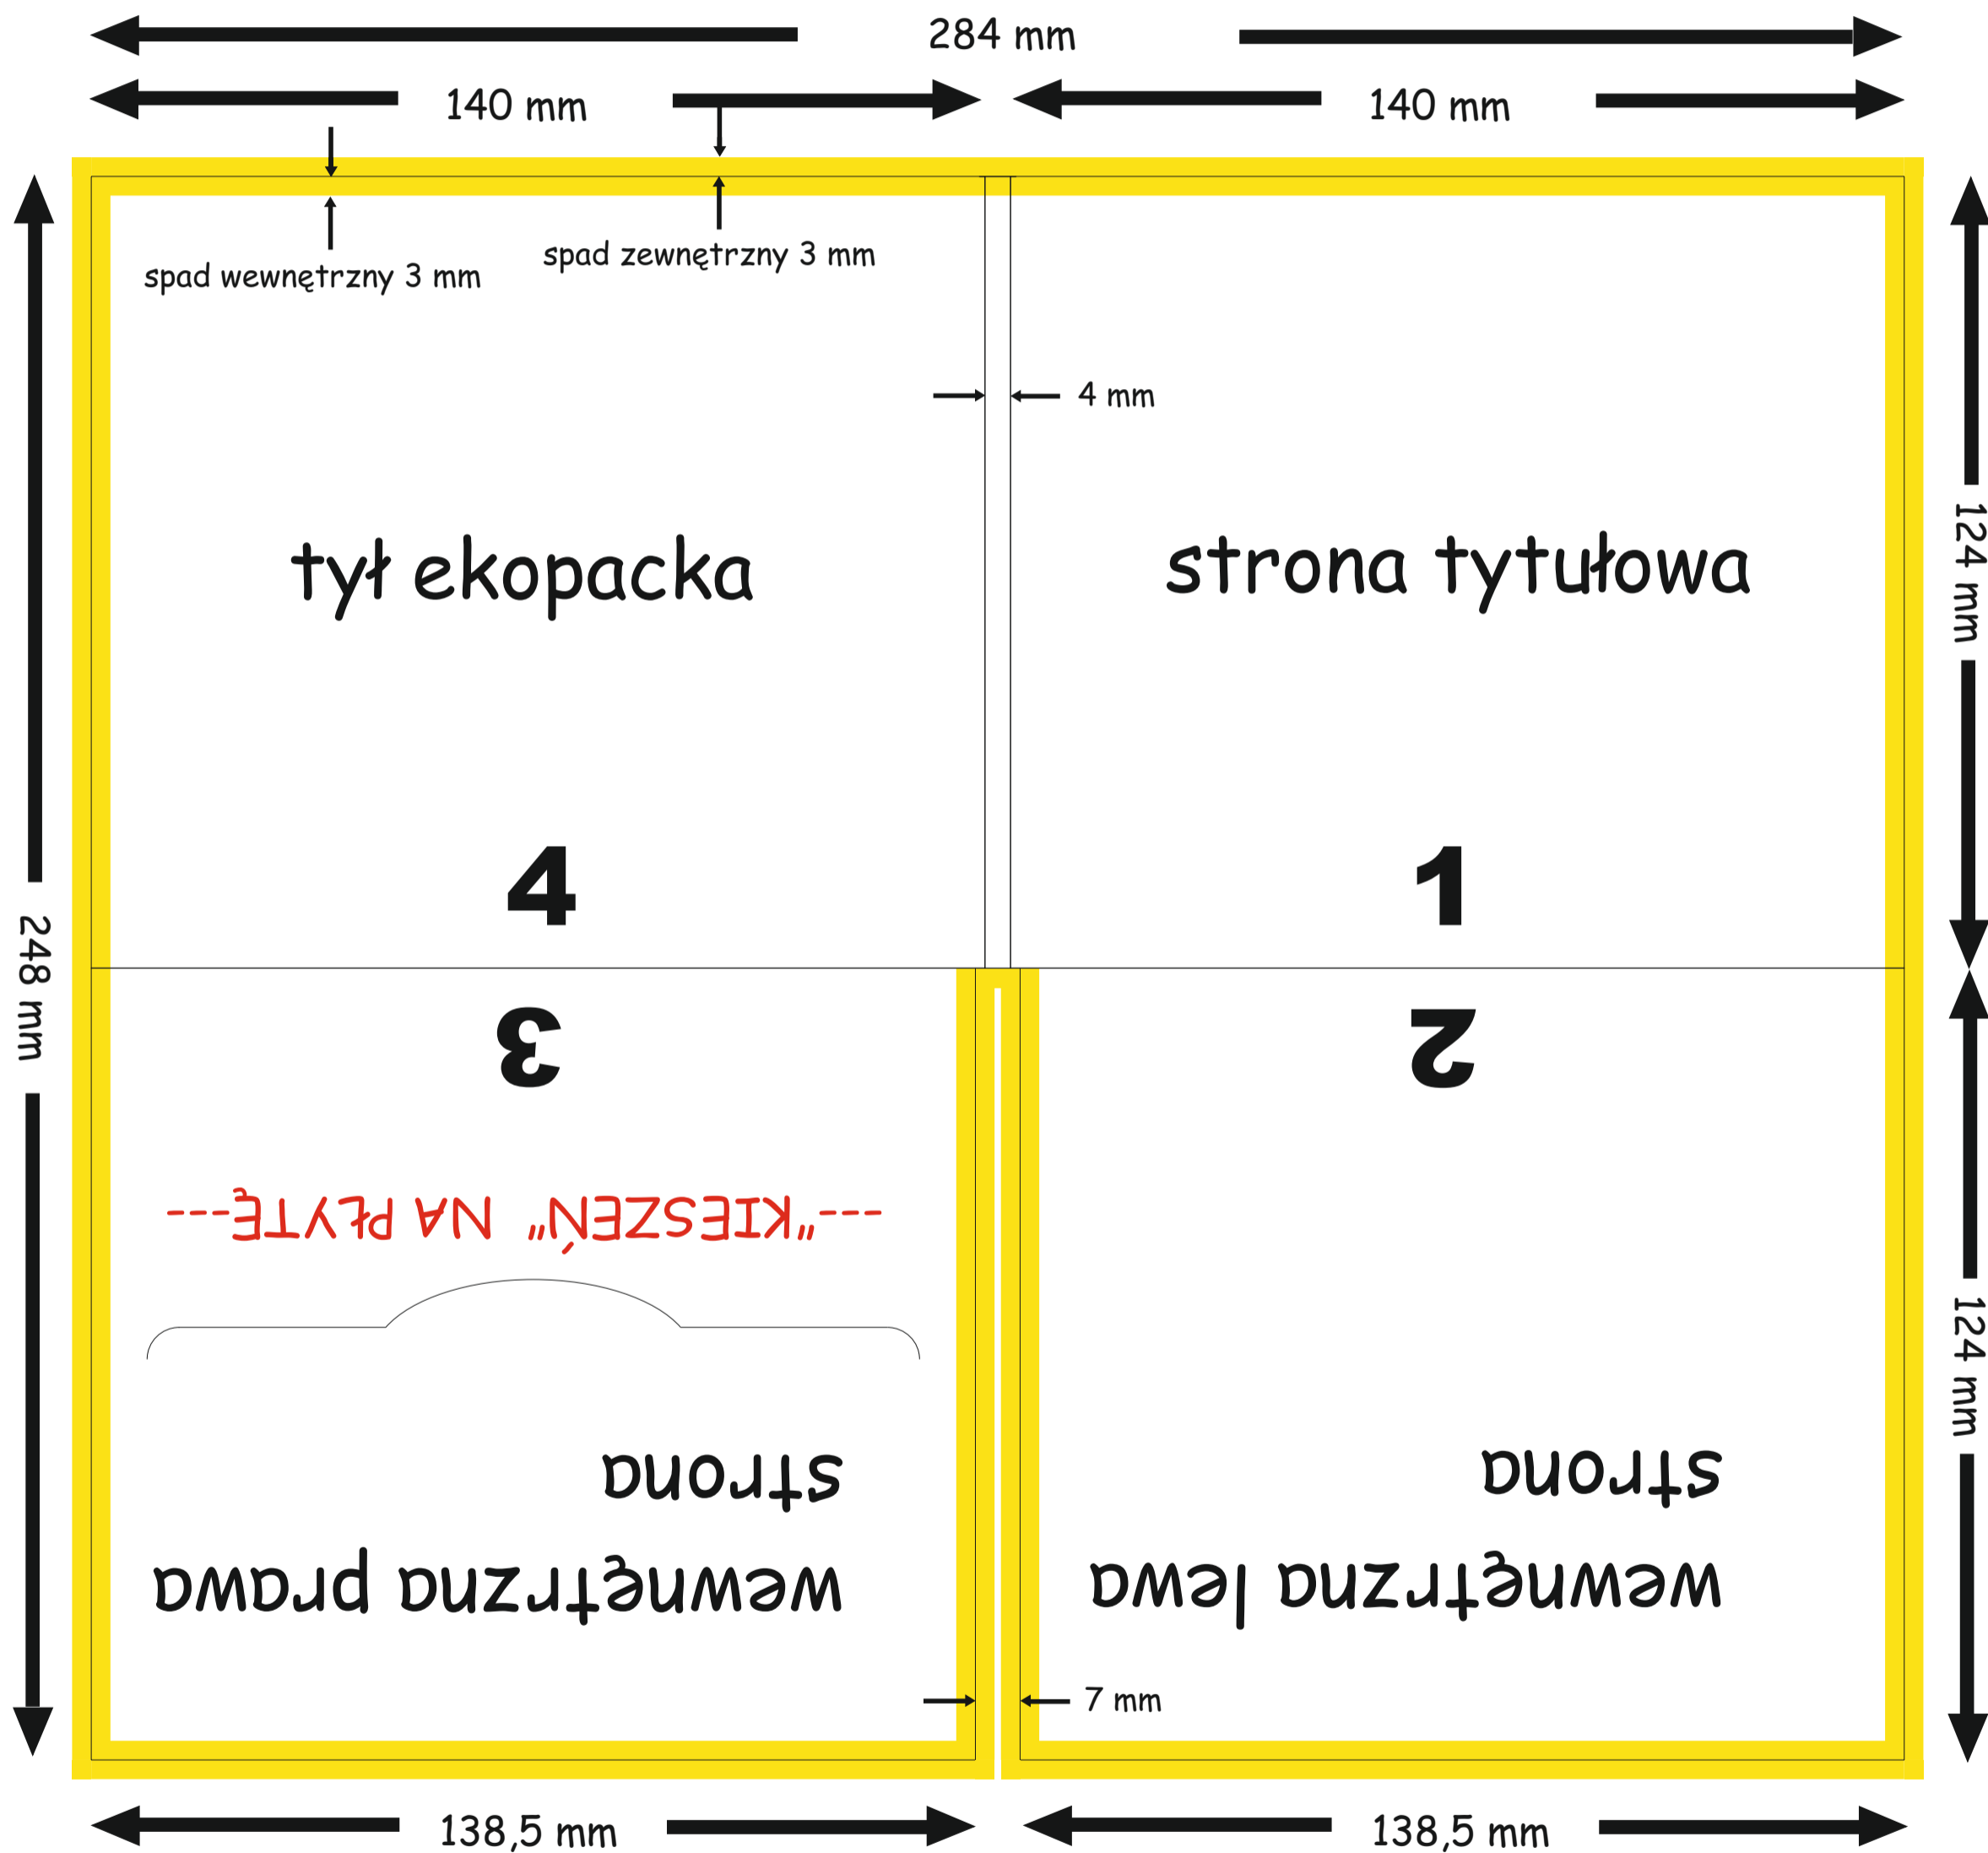 284 mm
140 mm
140 mm
spad wewnętrzny 3 mm
spad zewnętrzny 3 mm
4 mm
tył ekopacka
strona tytułowa
124 mm
4
1
248 mm
3
2
---„KIESZEŃ” NA PŁYTĘ---
124 mm
wewnętrzna prawa
strona
wewnętrzna lewa
strona
7 mm
138,5 mm
138,5 mm